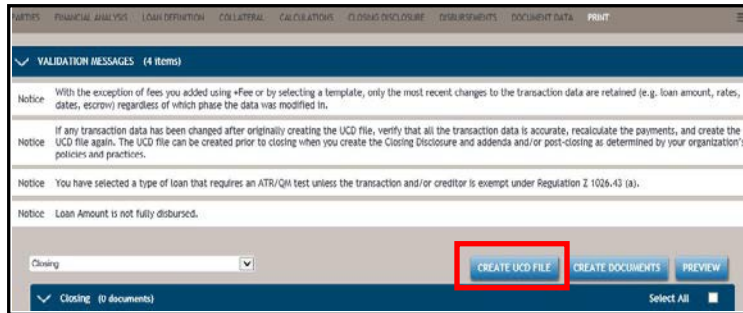 PARTIES FINANCIAL ANALYSIS LOAN DEFINITION COLLATERAL CALCULATIONS CLOSING DISCLOSURE DISBURSEMENTS DOCUMENT DATA PRINT
VALIDATION MESSAGES (4 items)
Notice With the exception of fees you added using +Fee or by selecting a template, only the most recent changes to the transaction data are retained (e.g. loan amount, rates,
dates, escrow) regardless of which phase the data was modified in.
If any transaction data has been changed after originally creating the UCD file, verify that all the transaction data is accurate, recalculate the payments, and create the
Notice UCD file again. The UCD file can be created prior to closing when you create the Closing Disclosure and addenda and/or post-closing as determined by your organization's
policies and practices.
Notice You have selected a type of loan that requires an ATR/QM test unless the transaction and/or creditor is exempt under Regulation Z 1026.43 (a).
Notice Loan Amount is not fully disbursed.
Closing CREATE UCD FILE CREATE DOCUMENTS PREVIEW
Closing (0 documents) Select All